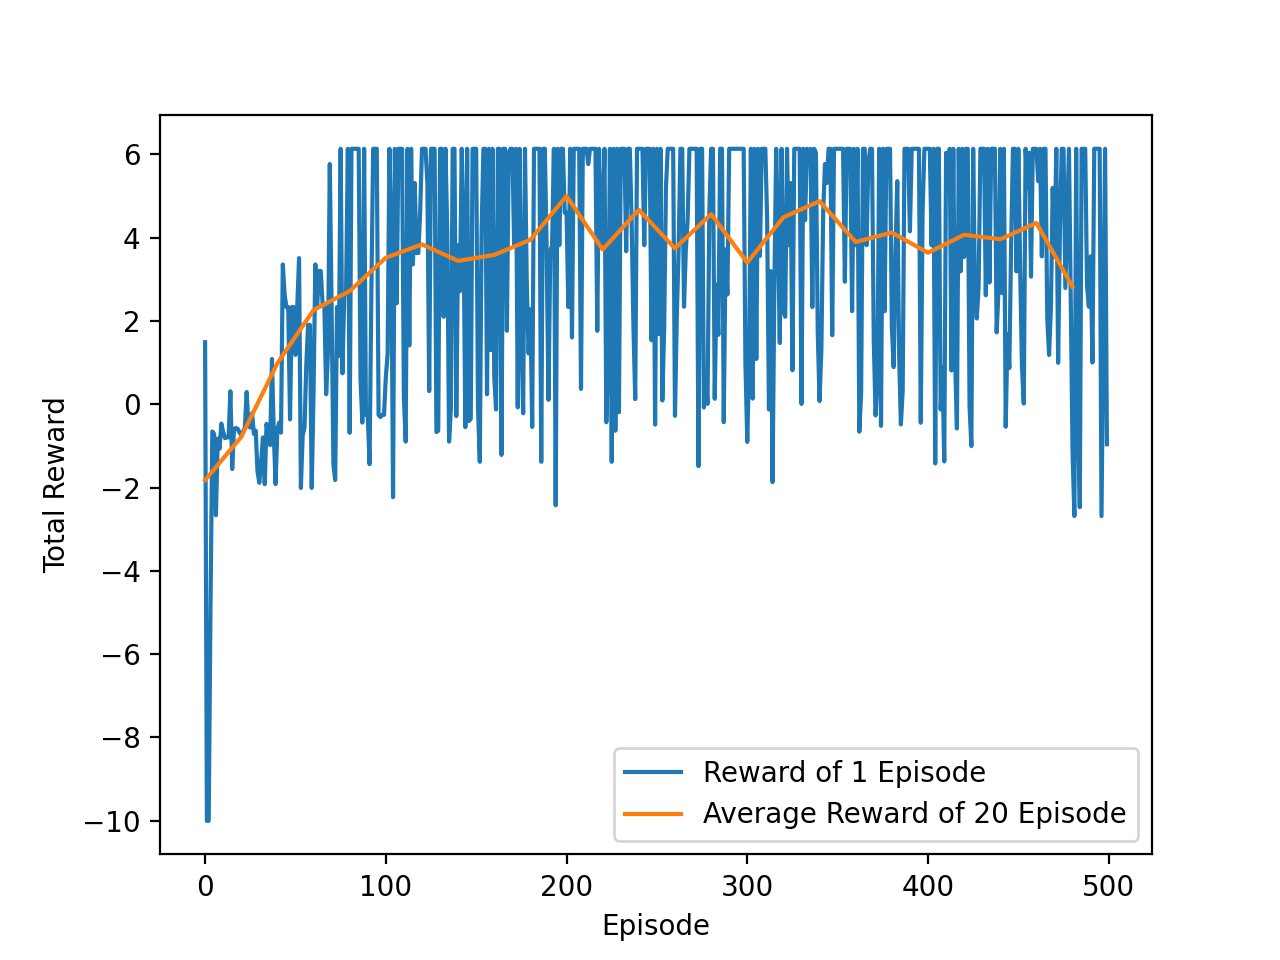 6
4
2
0
−2
−4
−6
−8
−10
Total Reward
Reward of 1 Episode
Average Reward of 20 Episode
0 100 200 300 400 500
Episode